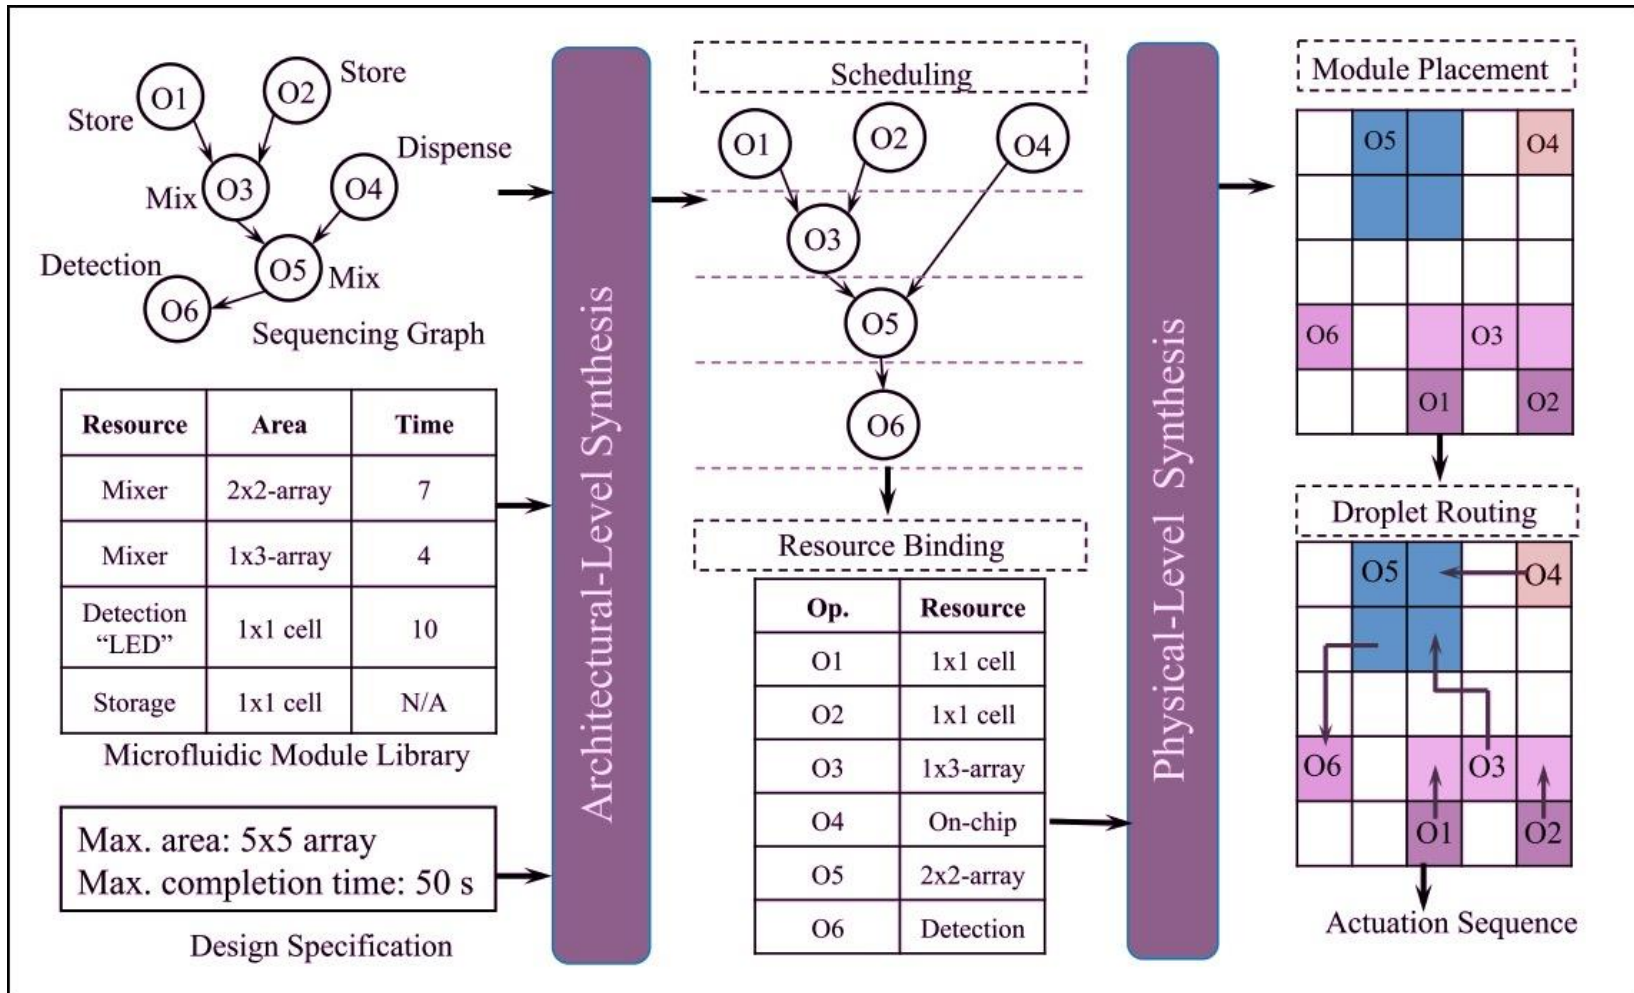 Store
O1
O2
Store
Dispense
Mix
O3
O4
Detection
O5
Mix
O6
Sequencing Graph
Resource Area Time
Mixer 2x2-array 7
Mixer 1x3-array 4
Detection
“LED” 1x1 cell 10
Storage 1x1 cell N/A
Microfluidic Module Library
Max. area: 5x5 array
Max. completion time: 50 s
Design Specification
Architectural-Level Synthesis
Scheduling
O1
O2
O4
O3
O5
O6
Resource Binding
Op. Resource
O1 1x1 cell
O2 1x1 cell
O3 1x3-array
O4 On-chip
O5 2x2-array
O6 Detection
Physical-Level Synthesis
Module Placement
O5 O4
O6 O3
O1 O2
Droplet Routing
O5 O4
O6 O3
O1 O2
Actuation Sequence